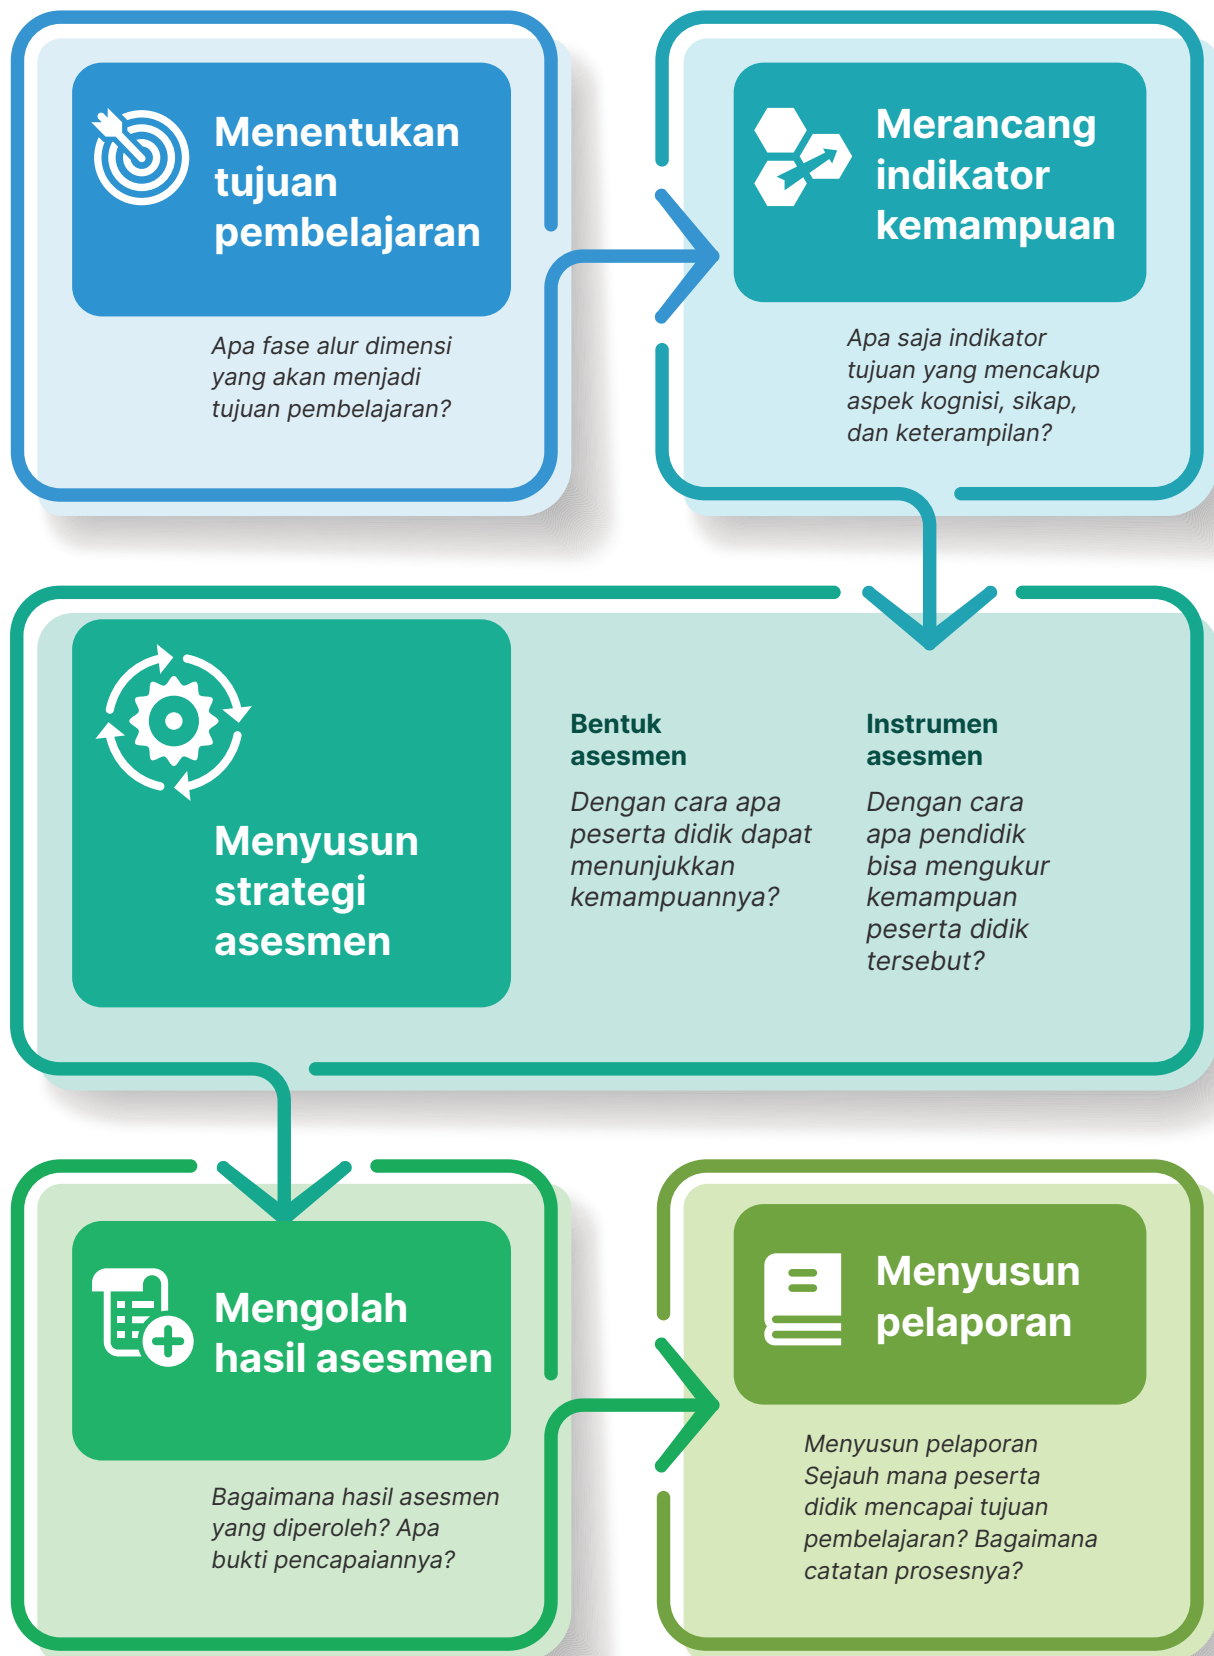 Menentukan
tujuan
pembelajaran
Apa fase alur dimensi
yang akan menjadi
tujuan pembelajaran?
Merancang
indikator
kemampuan
Apa saja indikator
tujuan yang mencakup
aspek kognisi, sikap,
dan keterampilan?
Menyusun
strategi
asesmen
Bentuk
asesmen
Dengan cara apa
peserta didik dapat
menunjukkan
kemampuannya?
Instrumen
asesmen
Dengan cara
apa pendidik
bisa mengukur
kemampuan
peserta didik
tersebut?
Mengolah
hasil asesmen
Bagaimana hasil asesmen
yang diperoleh? Apa
bukti pencapaiannya?
Menyusun
pelaporan
Menyusun pelaporan
Sejauh mana peserta
didik mencapai tujuan
pembelajaran? Bagaimana
catatan prosesnya?